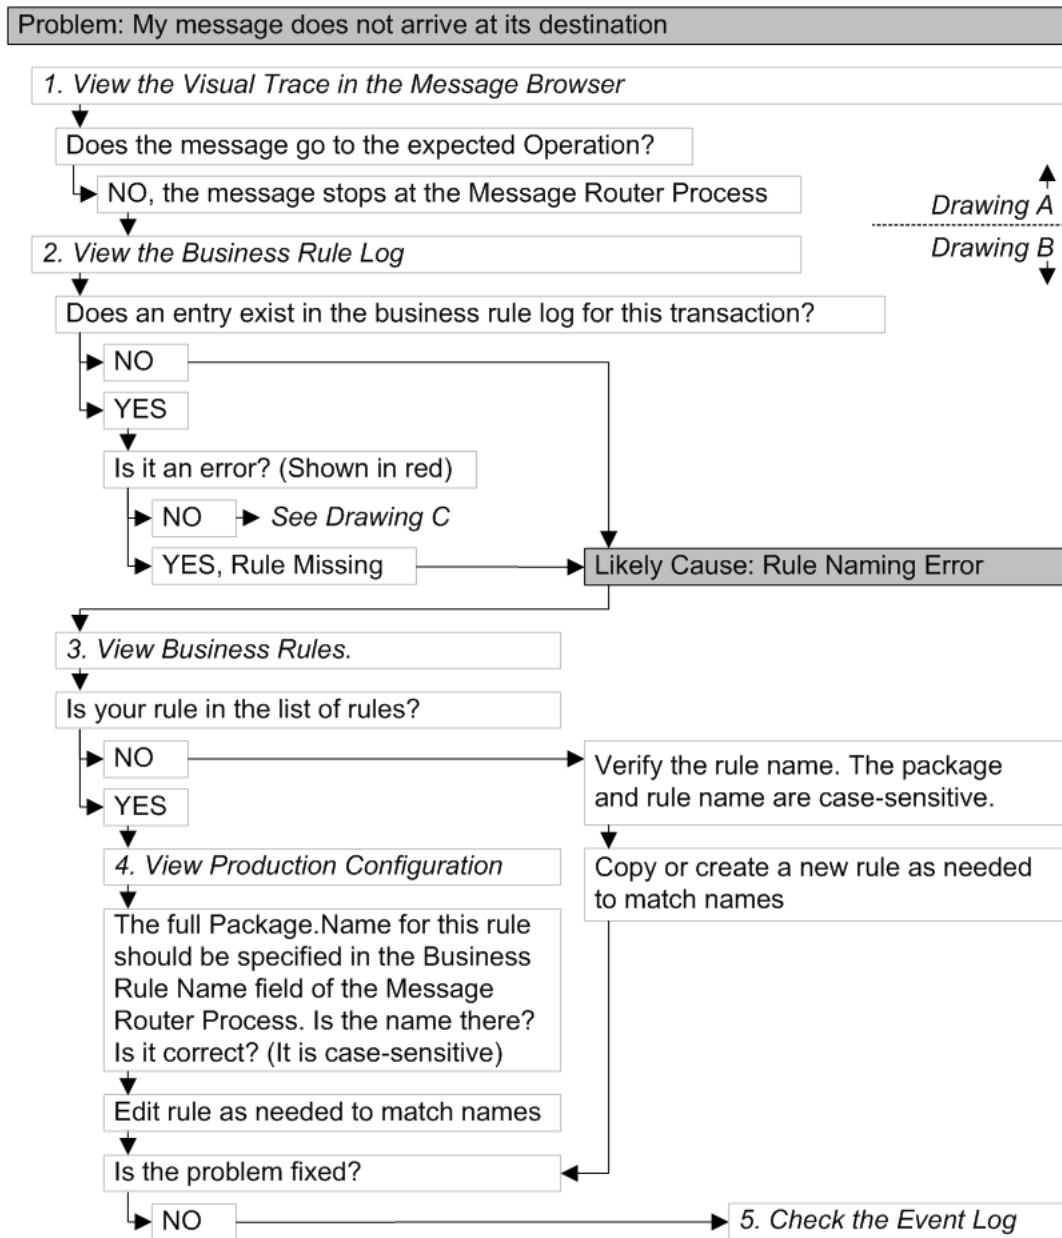 Problem: My message does not arrive at its destination
1. View the Visual Trace in the Message Browser
Does the message go to the expected Operation?
NO, the message stops at the Message Router Process
Drawing A
2. View the Business Rule Log
Drawing B
Does an entry exist in the business rule log for this transaction?
NO
YES
Is it an error? (Shown in red)
NO
See Drawing C
YES, Rule Missing
Likely Cause: Rule Naming Error
3. View Business Rules.
Is your rule in the list of rules?
NO
YES
Verify the rule name. The package
and rule name are case-sensitive.
Copy or create a new rule as needed
to match names
4. View Production Configuration
The full Package.Name for this rule
should be specified in the Business
Rule Name field of the Message
Router Process. Is the name there?
Is it correct? (It is case-sensitive)
Edit rule as needed to match names
Is the problem fixed?
NO
5. Check the Event Log